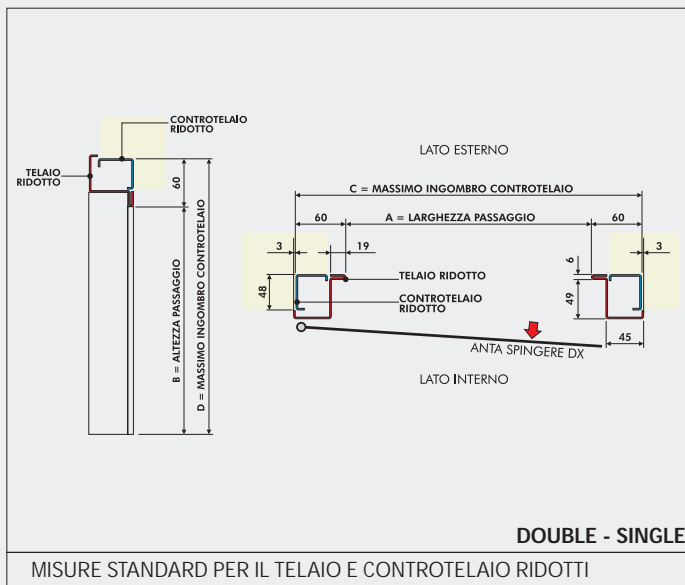 CONTROTELAIO
RIDOTTO
TELAIO
RIDOTTO
60
B = ALTEZZA PASSAGGIO
D = MASSIMO INGOMBRO CONTROTELAIO
LATO ESTERNO
C = MASSIMO INGOMBRO CONTROTELAIO
60
A = LARGHEZZA PASSAGGIO
60
3
19
6
3
TELAIO RIDOTTO
48
CONTROTELAIO
RIDOTTO
49
45
ANTA SPINGERE DX
LATO INTERNO
DOUBLE - SINGLE
MISURE STANDARD PER IL TELAIO E CONTROTELAIO RIDOTTI